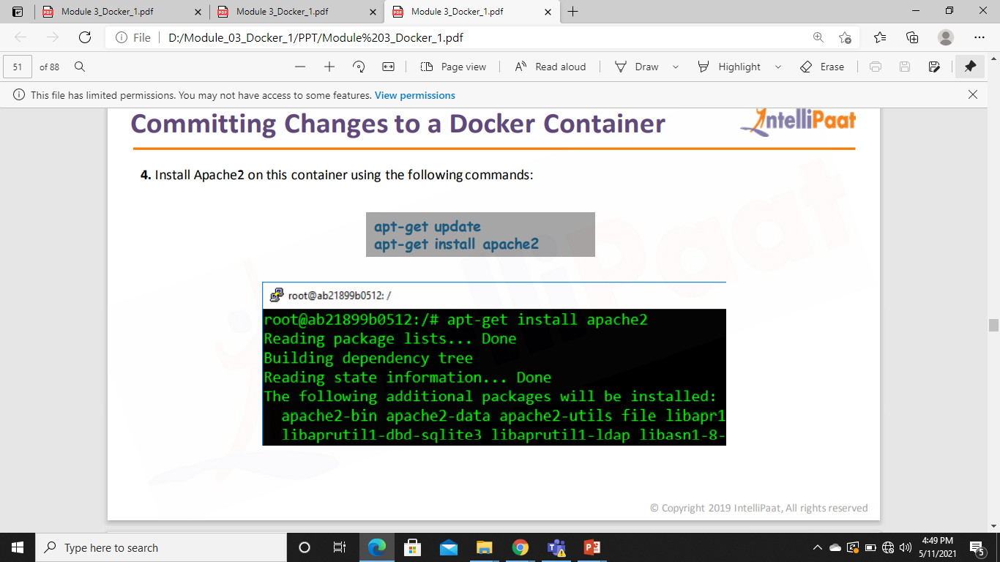 Module 3_Docker_1.pdf
Module 3_Docker_1.pdf
Module 3_Docker_1.pdf
File
D:/Module_03_Docker_1/PPT/Module%203_Docker_1.pdf
51 of 88
Page view
Read aloud
Draw
Highlight
Erase
This file has limited permissions. You may not have access to some features. View permissions
Committing Changes to a Docker Container
IntelliPaat
4. Install Apache2 on this container using the following commands:
apt-get update
apt-get install apache2
root@ab21899b0512: /
root@ab21899b0512:/# apt-get install apache2
Reading package lists... Done
Building dependency tree
Reading state information... Done
The following additional packages will be installed:
apache2-bin apache2-data apache2-utils file libapr1
libaprutil1-dbd-sqlite3 libaprutil1-ldap libasn1-8-
© Copyright 2019 IntelliPaat, All rights reserved
Type here to search
4:49 PM
5/11/2021
5